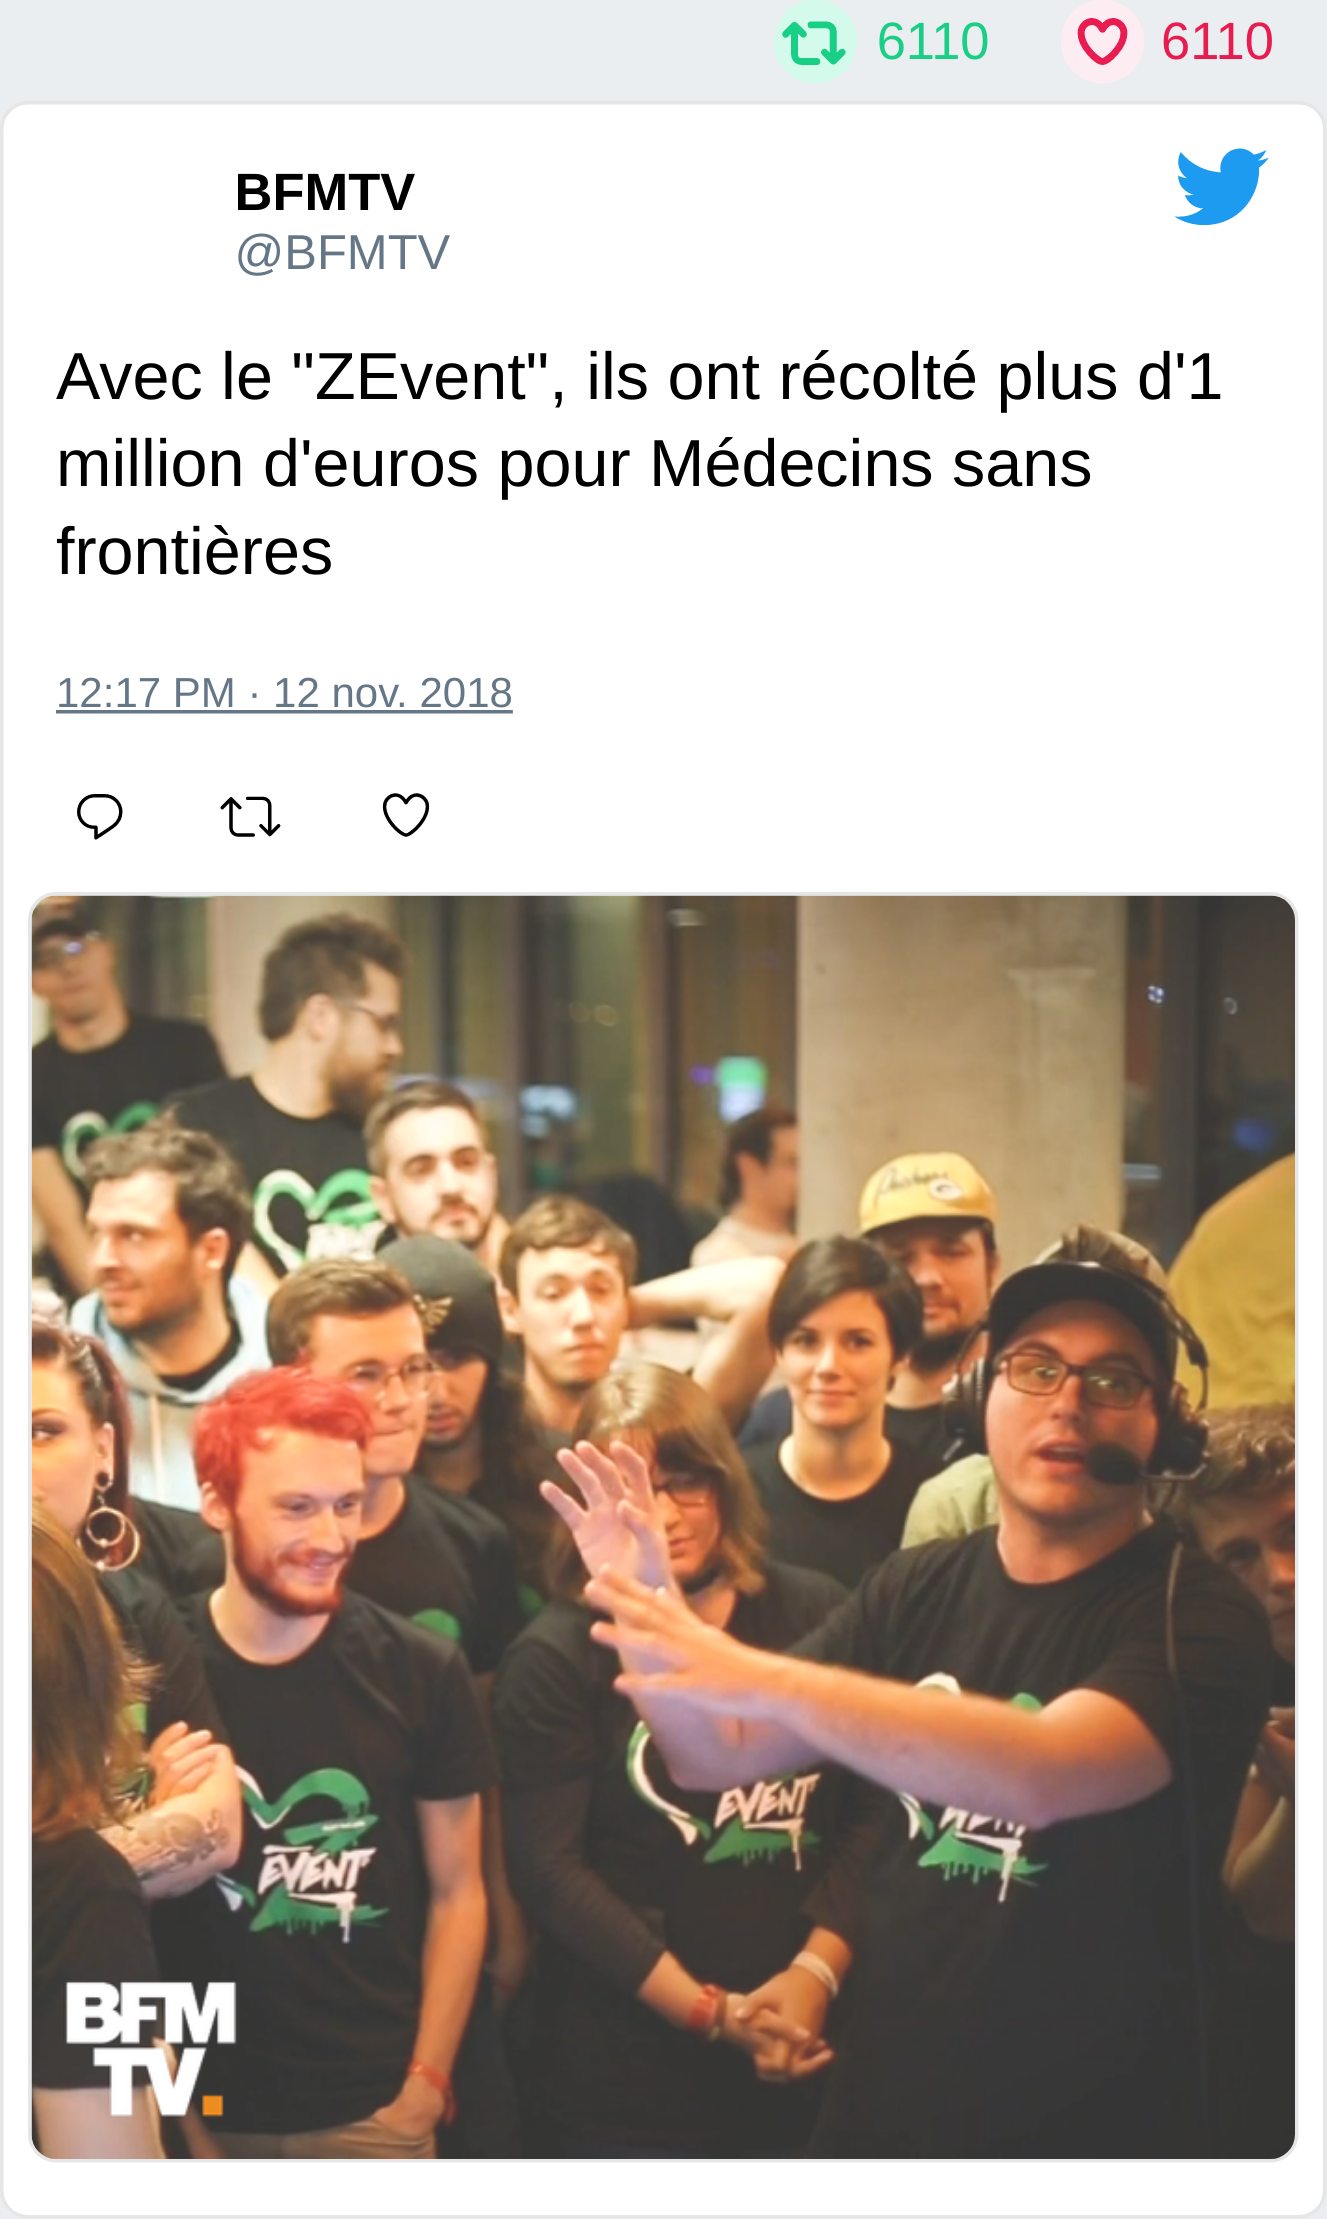 6110 6110
BFMTV
@BFMTV
Avec le "ZEvent", ils ont récolté plus d'1
million d'euros pour Médecins sans
frontières
12:17 PM · 12 nov. 2018
EVENT
EVENT
BFM
TV.